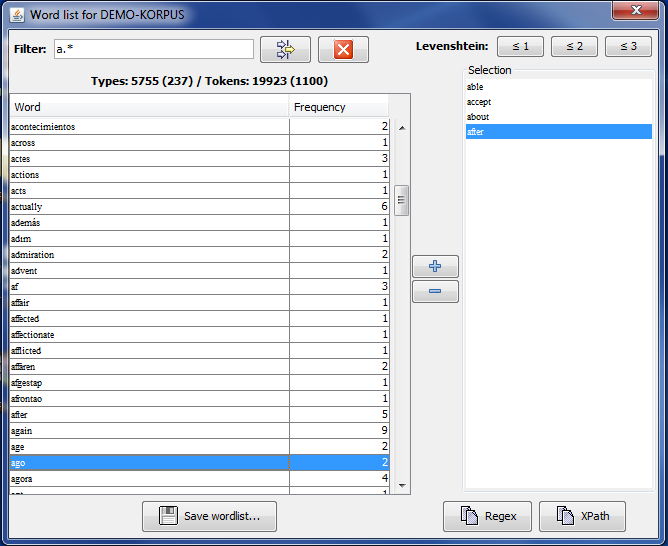 Word list for DEMO-KORPUS
Filter: a.*
Levenshtein: ≤ 1 ≤ 2 ≤ 3
Types: 5755 (237) / Tokens: 19923 (1100)
Word Frequency
acontecimientos 2
across 1
actes 3
actions 1
acts 1
actually 6
además 1
adım 1
admiration 2
advent 1
af 3
affair 1
affected 1
affectionate 1
afflicted 1
affären 2
afgestap 1
afrontao 1
after 5
again 9
age 2
ago 2
agora 4
Selection
able
accept
about
after
Save wordlist...
Regex
XPath